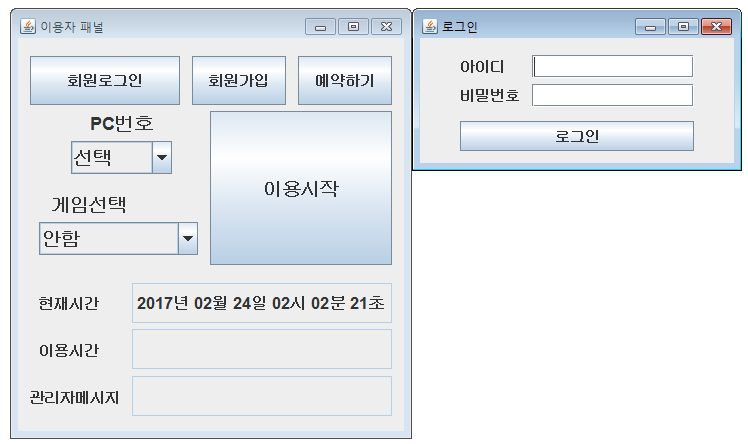 이용자 패널
회원로그인 회원가입 예약하기
PC번호
선택
이용시작
게임선택
안함
현재시간 2017년 02월 24일 02시 02분 21초
이용시간
관리자메시지
로그인
아이디
비밀번호
로그인